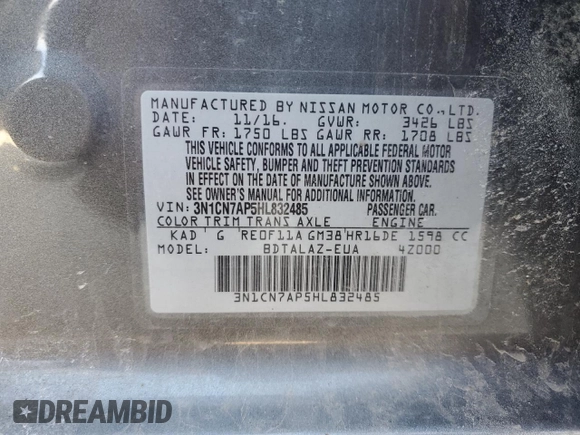 MANUFACTURED BY NISSAN MOTOR CO.,LTD.
DATE: 11/16. GVWR: 3426 LBS
GAWR FR: 1750 LBS GAWR RR: 1708 LBS
THIS VEHICLE CONFORMS TO ALL APPLICABLE FEDERAL MOTOR
VEHICLE SAFETY, BUMPER AND THEFT PREVENTION STANDARDS
IN EFFECT ON THE DATE OF MANUFACTURE SHOWN ABOVE.
SEE OWNER'S MANUAL FOR ADDITIONAL INFORMATION.
VIN: 3N1CN7AP5HL832485 PASSENGER CAR.
COLOR TRIM TRANS AXLE ENGINE
KAD G RE0F11A GM38 HR16DE 1598 CC
MODEL: BDTALAZ-EUA 4Z000
3N1CN7AP5HL832485
DREAMBID